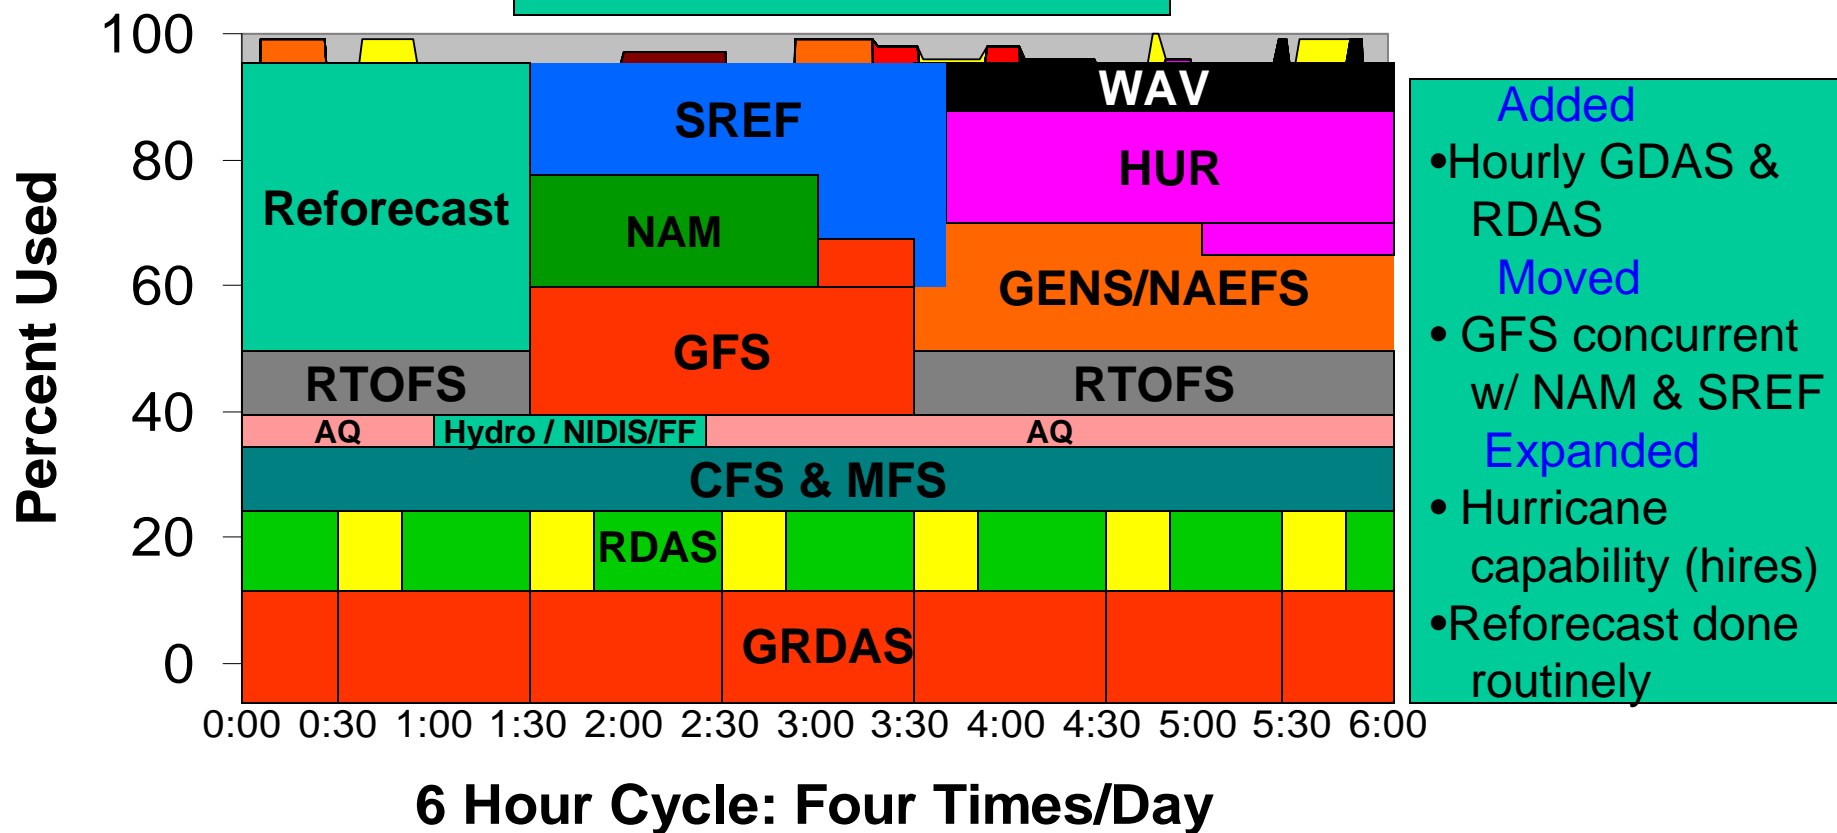 100
80
60
40
20
0
Percent Used
WAV
SREF
HUR
Reforecast
NAM
GENS/NAEFS
GFS
RTOFS
RTOFS
AQ
Hydro / NIDIS/FF
AQ
CFS & MFS
RDAS
GRDAS
0:00 0:30 1:00 1:30 2:00 2:30 3:00 3:30 4:00 4:30 5:00 5:30 6:00
6 Hour Cycle: Four Times/Day
Added
•Hourly GDAS &
RDAS
Moved
• GFS concurrent
w/ NAM & SREF
Expanded
• Hurricane
capability (hires)
•Reforecast done
routinely